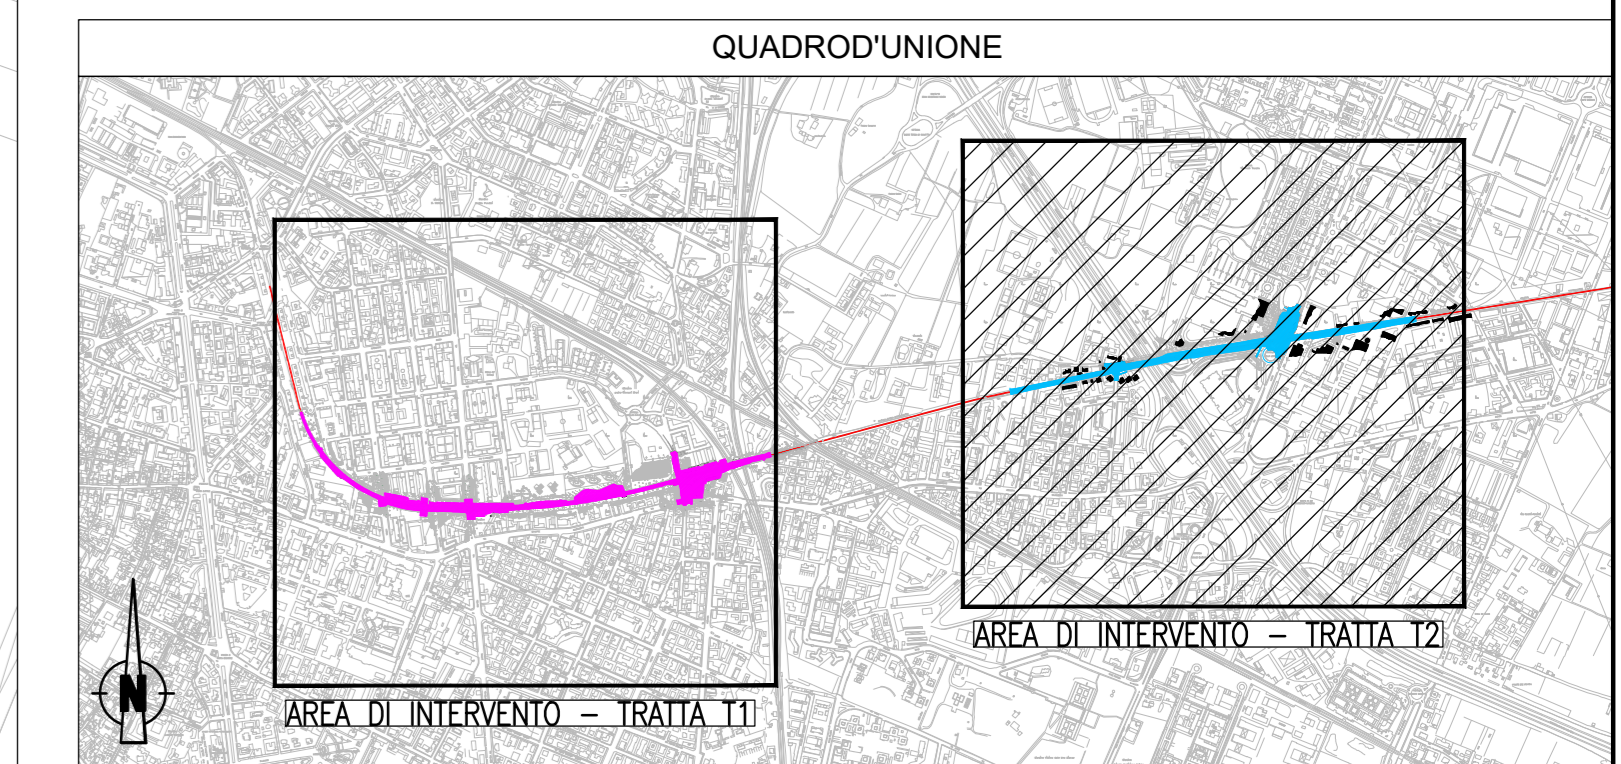 QUADROD'UNIONE
AREA DI INTERVENTO – TRATTA T2
N
AREA DI INTERVENTO – TRATTA T1